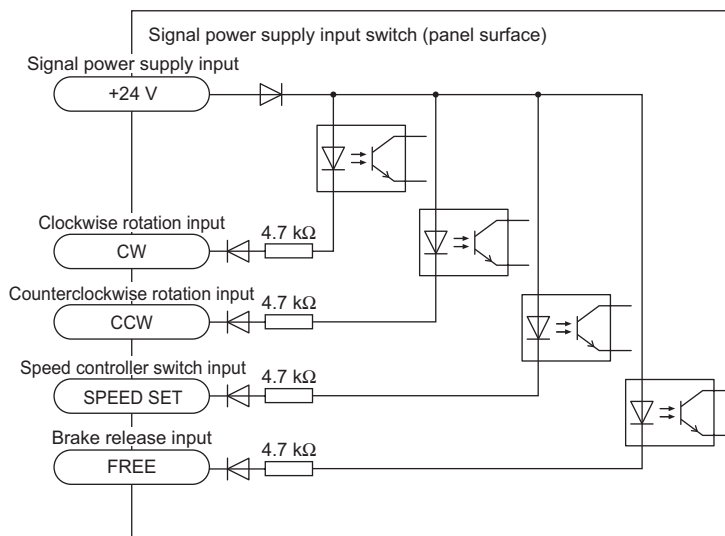 Signal power supply input switch (panel surface)
Signal power supply input
+24 V
Clockwise rotation input
4.7 kΩ
CW
Counterclockwise rotation input
4.7 kΩ
CCW
Speed controller switch input
4.7 kΩ
SPEED SET
Brake release input
4.7 kΩ
FREE